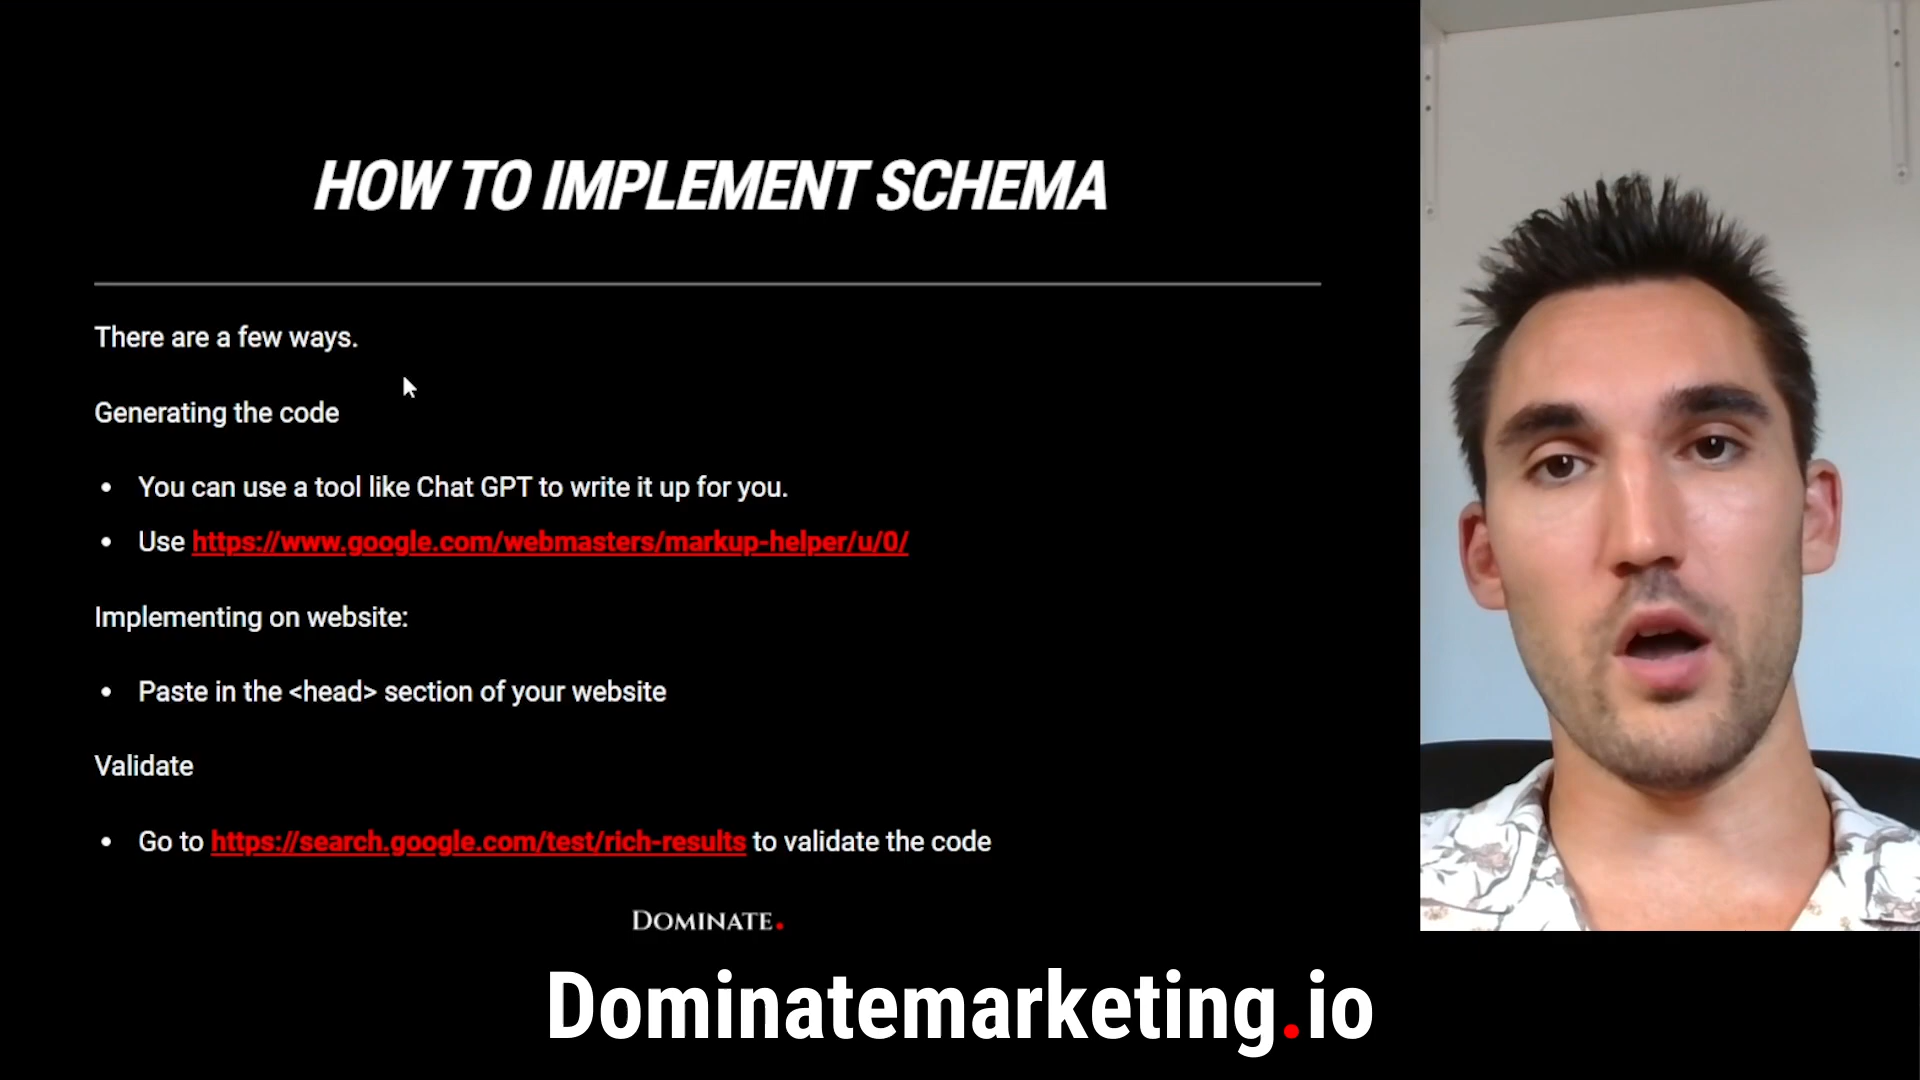 HOW TO IMPLEMENT SCHEMA
There are a few ways.
Generating the code
• You can use a tool like Chat GPT to write it up for you.
• Use https://www.google.com/webmasters/markup-helper/u/0/
Implementing on website:
• Paste in the <head> section of your website
Validate
• Go to https://search.google.com/test/rich-results to validate the code
DOMINATE.
Dominatemarketing.io